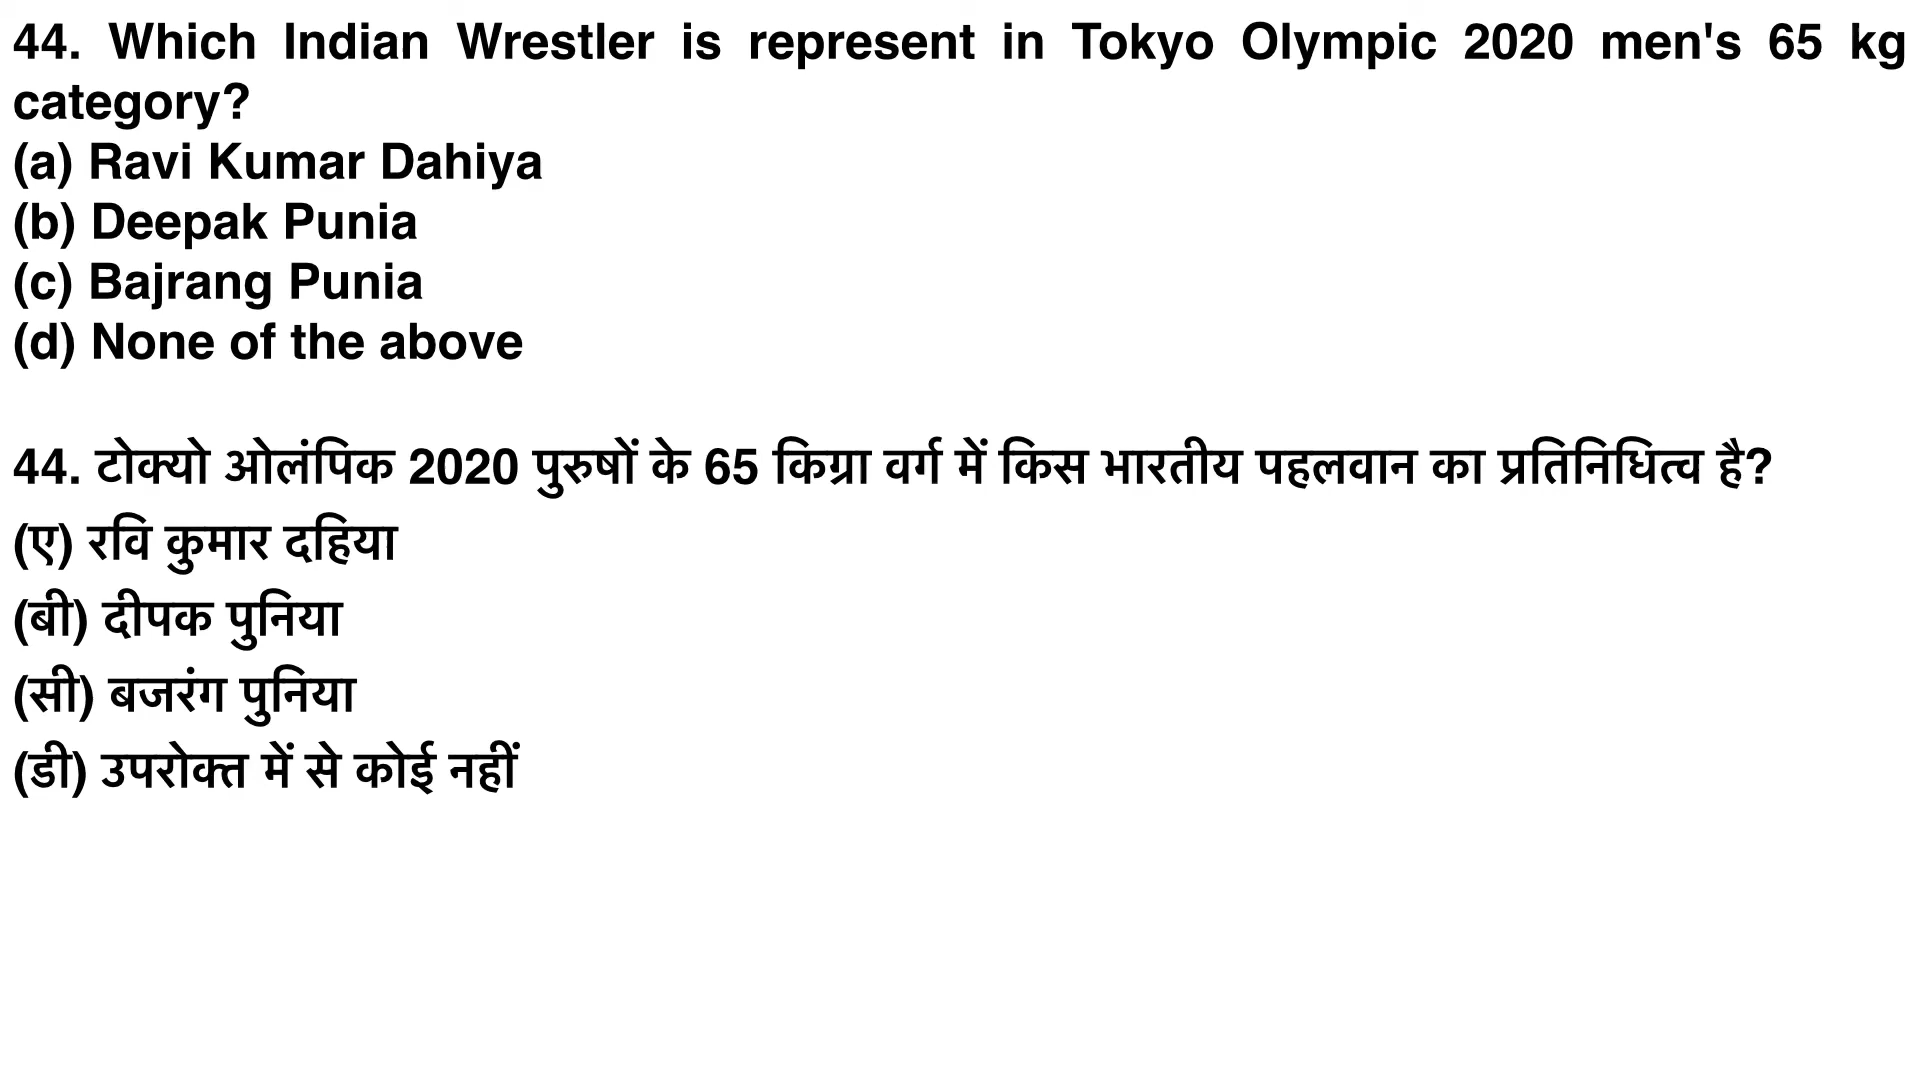 44. Which Indian Wrestler is represent in Tokyo Olympic 2020 men's 65 kg
category?
(a) Ravi Kumar Dahiya
(b) Deepak Punia
(c) Bajrang Punia
(d) None of the above
44. टोक्यो ओलंपिक 2020 पुरुषों के 65 किग्रा वर्ग में किस भारतीय पहलवान का प्रतिनिधित्व है?
(ए) रवि कुमार दहिया
(बी) दीपक पुनिया
(सी) बजरंग पुनिया
(डी) उपरोक्त में से कोई नहीं